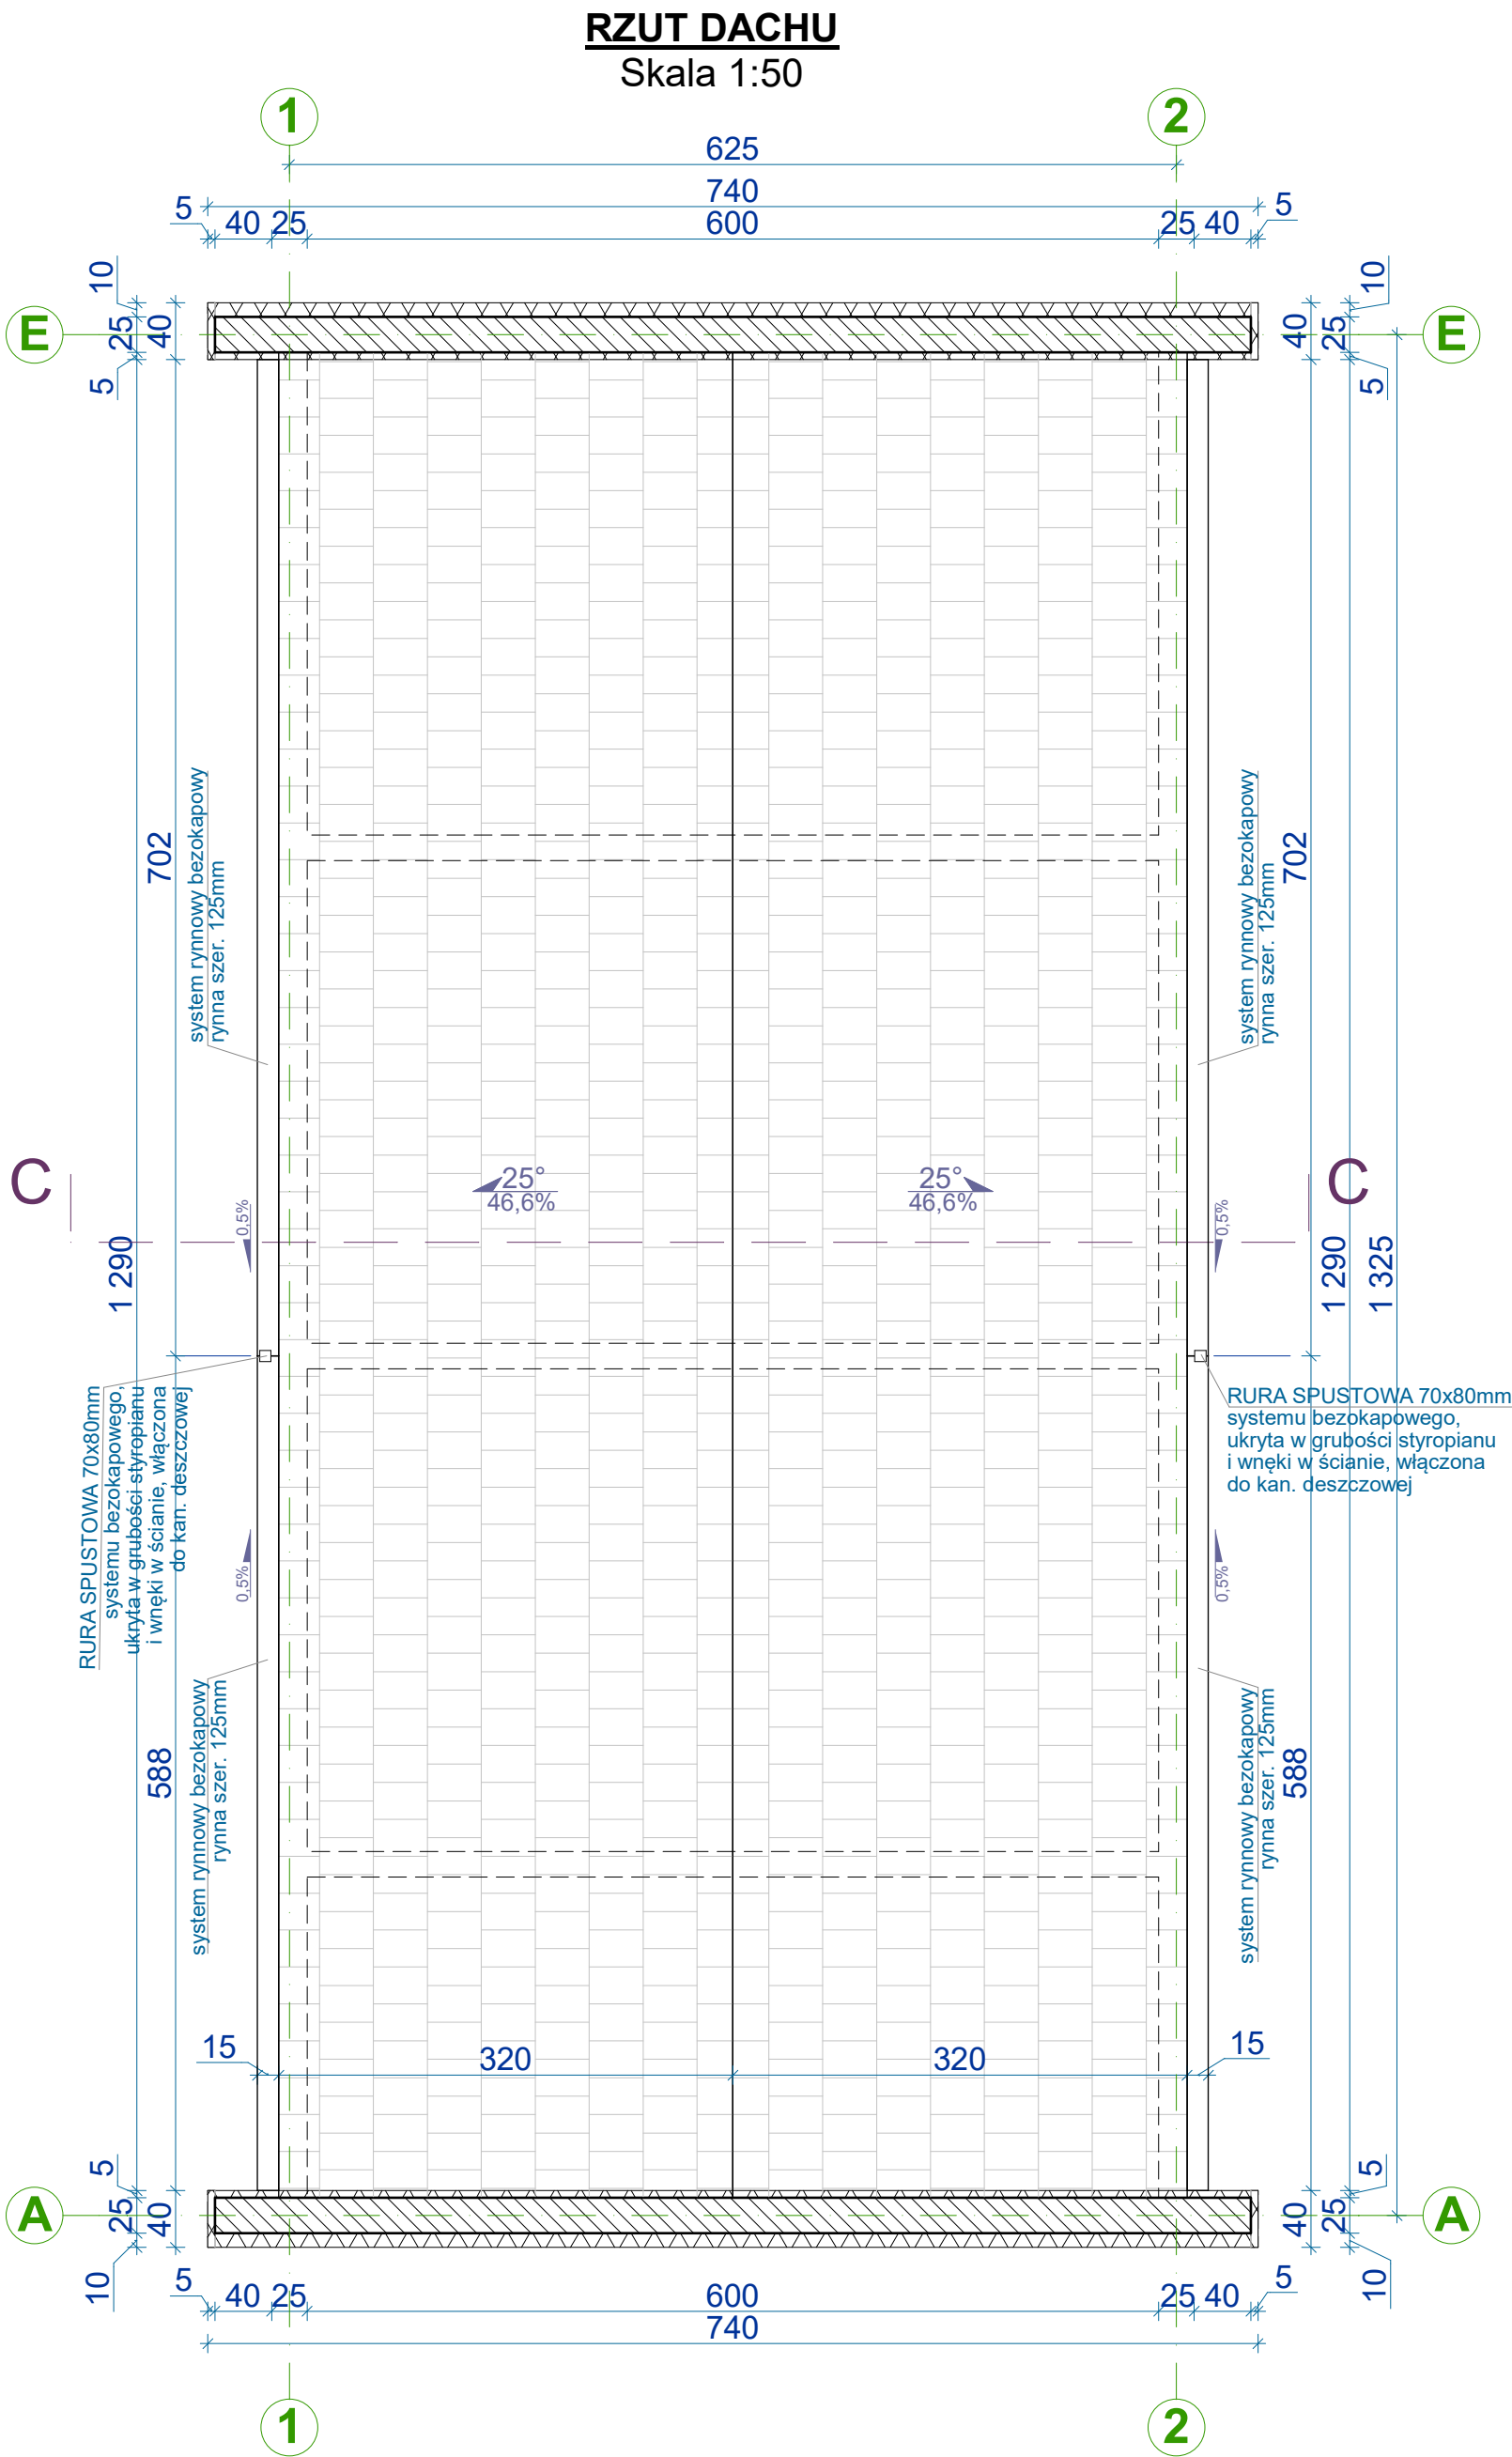 RZUT DACHU
Skala 1:50
1
2
625
740
5
40
25
600
25
40
5
10
25
40
5
E
10
40
25
5
E
702
system rynnowy bezokapowy
rynna szer. 125mm
system rynnowy bezokapowy
rynna szer. 125mm
702
C
25°
46,6%
25°
46,6%
C
0,5%
0,5%
1 290
1 290
1 325
RURA SPUSTOWA 70x80mm
systemu bezokapowego,
ukryta w grubości styropianu
i wnęki w ścianie, włączona
do kan. deszczowej
RURA SPUSTOWA 70x80mm
systemu bezokapowego,
ukryta w grubości styropianu
i wnęki w ścianie, włączona
do kan. deszczowej
0,5%
0,5%
588
system rynnowy bezokapowy
rynna szer. 125mm
system rynnowy bezokapowy
rynna szer. 125mm
588
15
320
320
15
5
25
40
10
A
5
40
25
10
A
5
40
25
600
25
40
5
740
1
2